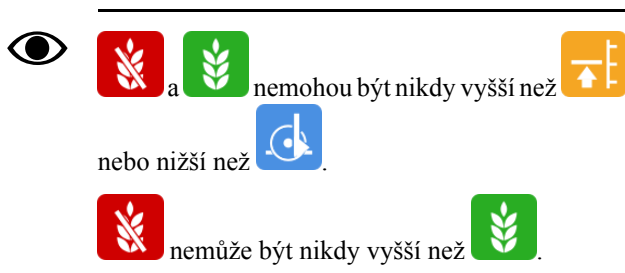 a nemohou být nikdy vyšší než
nebo nižší než .
nemůže být nikdy vyšší než .